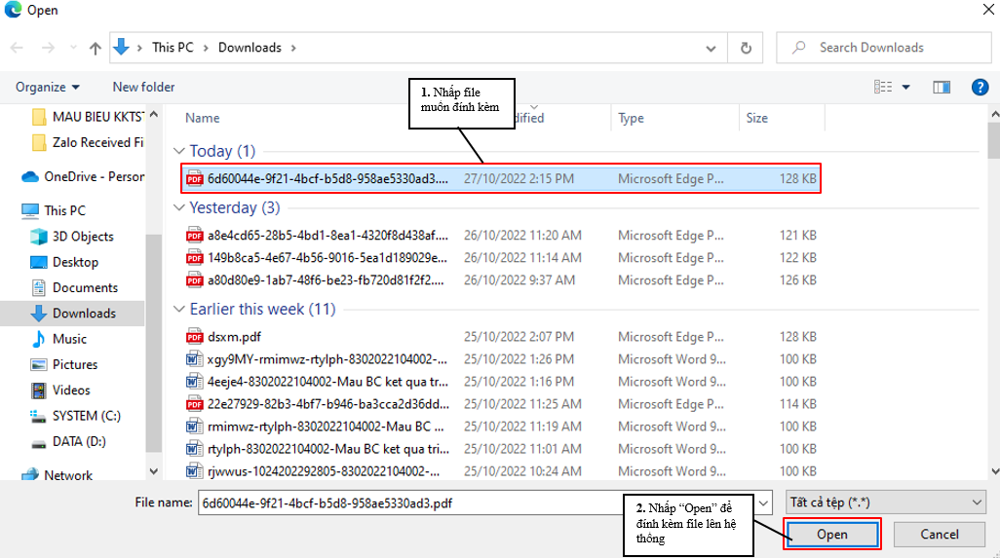 Open
This PC > Downloads >
Search Downloads
Organize
New folder
1. Nhấp file
muốn đính kèm
MAU BIEU KKTST
Zalo Received Fi
OneDrive - Person
This PC
3D Objects
Desktop
Documents
Downloads
Music
Pictures
Videos
SYSTEM (C:)
DATA (D:)
Network
Name dified Type Size
Today (1)
6d60044e-9f21-4bcf-b5d8-958ae5330ad3.... 27/10/2022 2:15 PM Microsoft Edge P... 128 KB
Yesterday (3)
a8e4cd65-28b5-4bd1-8ea1-4320f8d438af.... 26/10/2022 11:20 AM Microsoft Edge P... 121 KB
149b8ca5-4e67-4b56-9016-5ea1d189029e... 26/10/2022 11:14 AM Microsoft Edge P... 122 KB
a80d80e9-1ab7-48f6-be23-fb720d81f2f2.... 26/10/2022 9:37 AM Microsoft Edge P... 126 KB
Earlier this week (11)
dsxm.pdf 25/10/2022 2:07 PM Microsoft Edge P... 128 KB
xgy9MY-rmimwz-rtylph-8302022104002-... 25/10/2022 1:26 PM Microsoft Word 9... 100 KB
4eeje4-8302022104002-Mau BC ket qua tr... 25/10/2022 1:16 PM Microsoft Word 9... 100 KB
22e27929-82b3-4bf7-b946-ba3cca2d36dd... 25/10/2022 11:25 AM Microsoft Edge P... 114 KB
rmimwz-rtylph-8302022104002-Mau BC ... 25/10/2022 11:19 AM Microsoft Word 9... 100 KB
rtylph-8302022104002-Mau BC ket qua tri... 25/10/2022 11:01 AM Microsoft Word 9... 100 KB
rjwwus-1024202292805-8302022104002-... 25/10/2022 10:24 AM Microsoft Word 9... 100 KB
File name: 6d60044e-9f21-4bcf-b5d8-958ae5330ad3.pdf
Tất cả tệp (*.*)
2. Nhấp “Open” để
đính kèm file lên hệ
thống
Open
Cancel